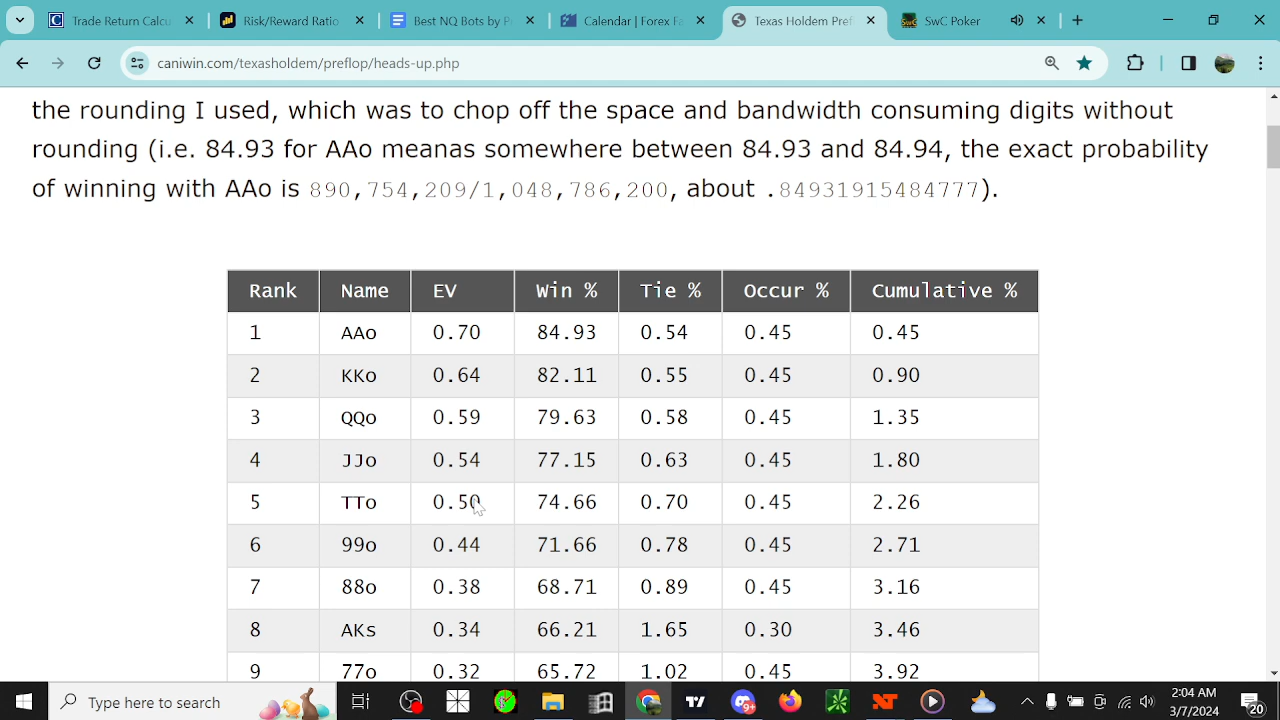 Trade Return Calcu
Risk/Reward Ratio
Best NQ Bots by P
Calendar | Forex Fa
Texas Holdem Pref
SwC Poker
caniwin.com/texasholdem/preflop/heads-up.php
the rounding I used, which was to chop off the space and bandwidth consuming digits without
rounding (i.e. 84.93 for AAo meanas somewhere between 84.93 and 84.94, the exact probability
of winning with AAo is 890,754,209/1,048,786,200, about .84931915484777).
Rank Name EV Win % Tie % Occur % Cumulative %
1 AAo 0.70 84.93 0.54 0.45 0.45
2 KKo 0.64 82.11 0.55 0.45 0.90
3 QQo 0.59 79.63 0.58 0.45 1.35
4 JJo 0.54 77.15 0.63 0.45 1.80
5 TTo 0.50 74.66 0.70 0.45 2.26
6 99o 0.44 71.66 0.78 0.45 2.71
7 88o 0.38 68.71 0.89 0.45 3.16
8 AKs 0.34 66.21 1.65 0.30 3.46
9 77o 0.32 65.72 1.02 0.45 3.92
Type here to search
9+
2:04 AM
3/7/2024
20